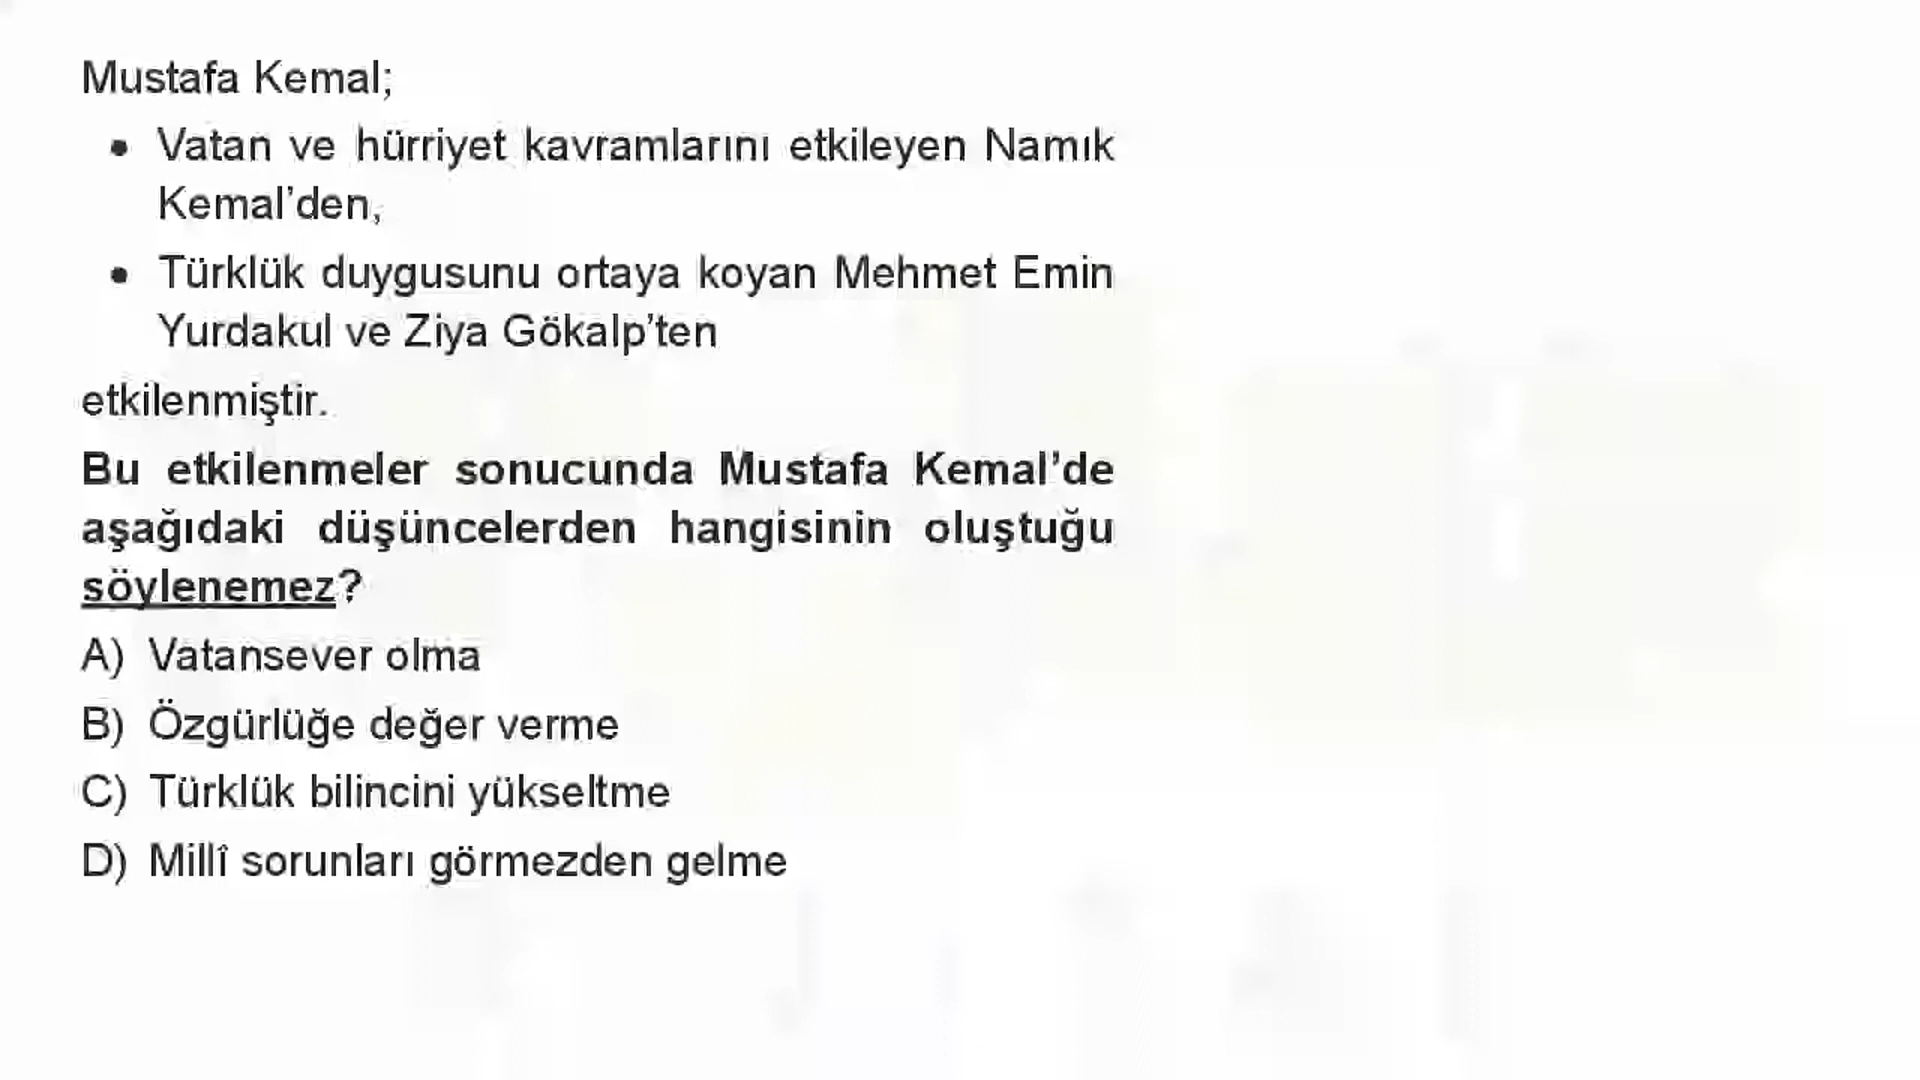 Mustafa Kemal;
• Vatan ve hürriyet kavramlarını etkileyen Namık
Kemal’den,
• Türklük duygusunu ortaya koyan Mehmet Emin
Yurdakul ve Ziya Gökalp’ten
etkilenmiştir.
Bu etkilenmeler sonucunda Mustafa Kemal’de
aşağıdaki düşüncelerden hangisinin oluştuğu
söylenemez?
A) Vatansever olma
B) Özgürlüğe değer verme
C) Türklük bilincini yükseltme
D) Millî sorunları görmezden gelme